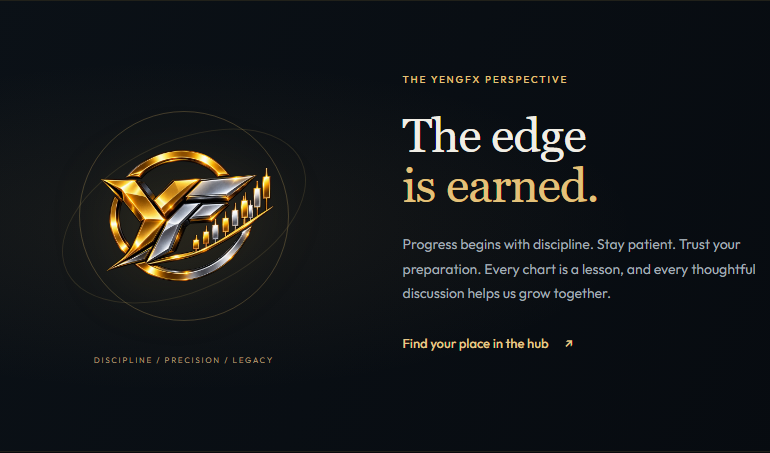 THE YENGFX PERSPECTIVE
The edge
is earned.
Progress begins with discipline. Stay patient. Trust your
preparation. Every chart is a lesson, and every thoughtful
discussion helps us grow together.
Find your place in the hub ↗
YF
DISCIPLINE / PRECISION / LEGACY